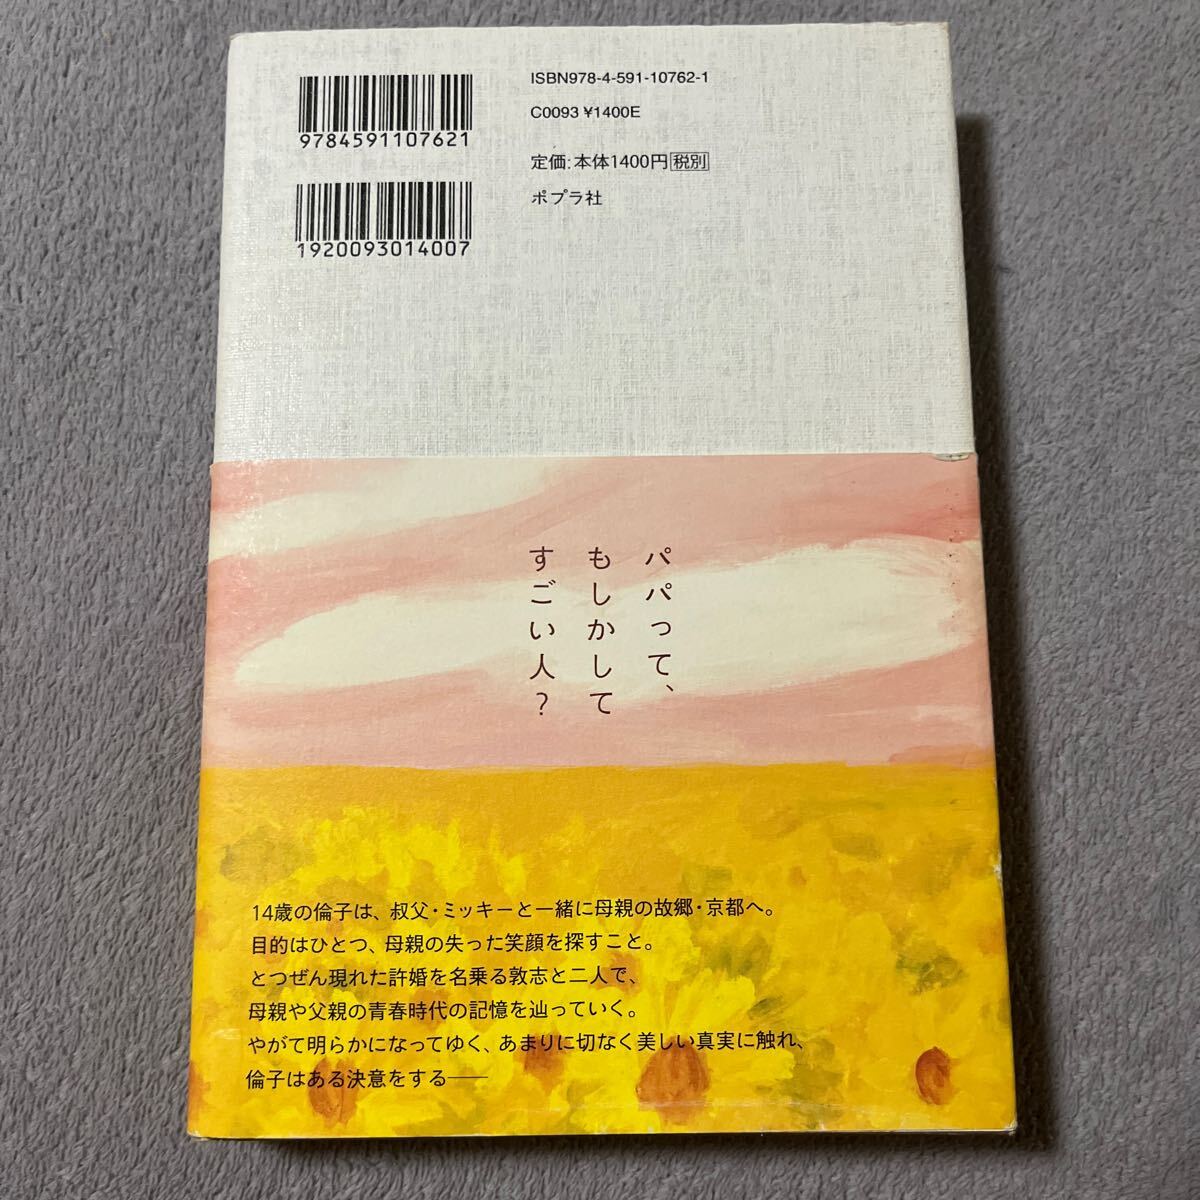 ISBN978-4-591-10762-1
C0093 ¥1400E
定価:本体1400円 税別
ポプラ社
9784591107621
1920093014007
パパって、
もしかして
すごい人?
14歳の倫子は、叔父・ミッキーと一緒に母親の故郷・京都へ。
目的はひとつ、母親の失った笑顔を探すこと。
とつぜん現れた許婚を名乗る敦志と二人で、
母親や父親の青春時代の記憶を辿っていく。
やがて明らかになってゆく、あまりに切なく美しい真実に触れ、
倫子はある決意をする──